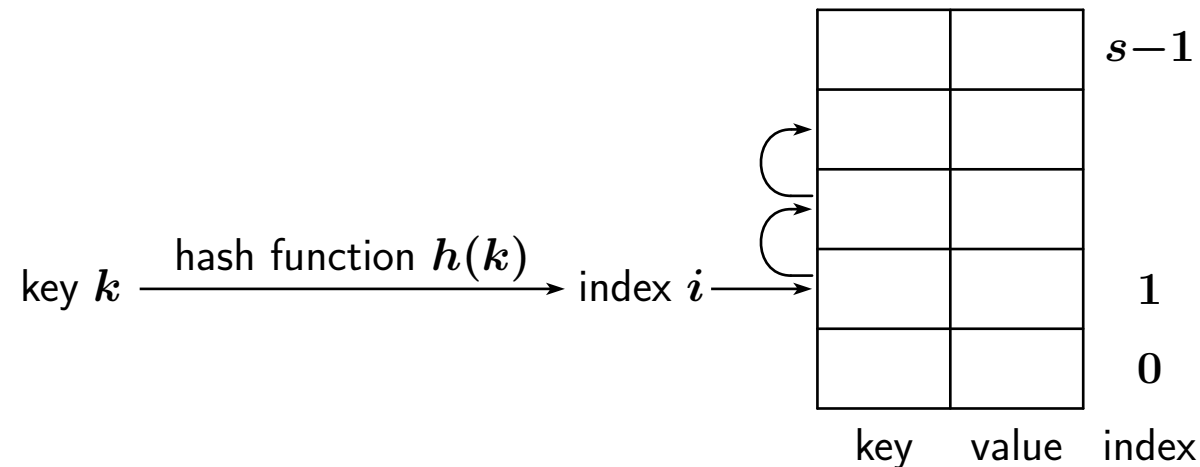 s−1
hash function h(k)
key k
index i
1
0
key value index